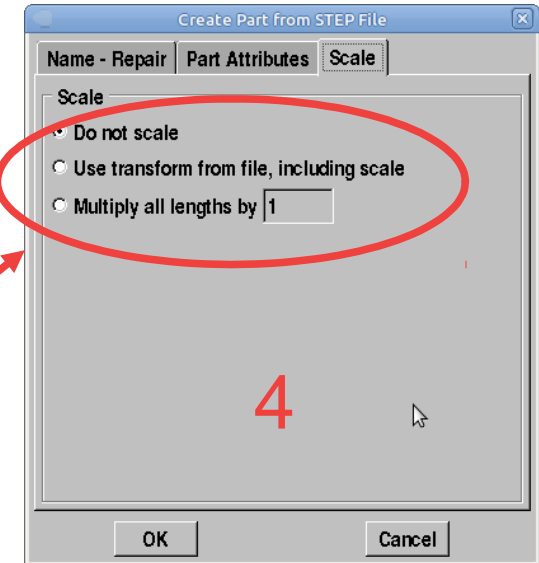 Create Part from STEP File
Name - Repair Part Attributes Scale
Scale
Do not scale
Use transform from file, including scale
Multiply all lengths by 1
4
OK Cancel